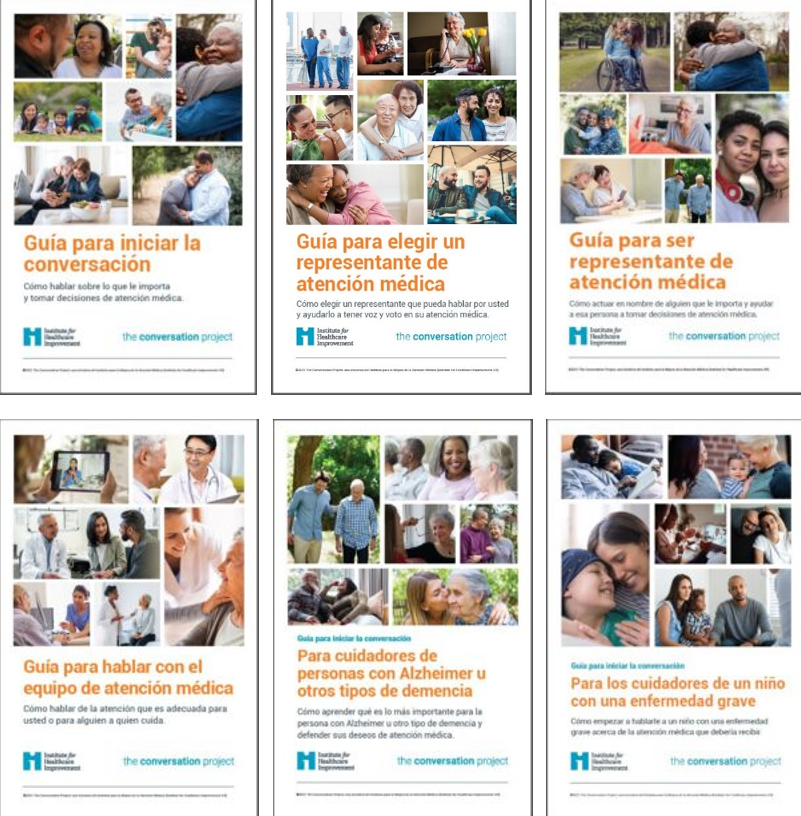 Guía para iniciar la
conversación
Cómo hablar sobre lo que le importa
y tomar decisiones de atención médica.
Institute for
Healthcare
Improvement
the conversation project
Guía para elegir un
representante de
atención médica
Cómo elegir un representante que pueda hablar por usted
y ayudarlo a tener voz y voto en su atención médica.
Institute for
Healthcare
Improvement
the conversation project
Guía para ser
representante de
atención médica
Cómo actuar en nombre de alguien que le importa y ayudar
a esa persona a tomar decisiones de atención médica.
Institute for
Healthcare
Improvement
the conversation project
Guía para hablar con el
equipo de atención médica
Cómo hablar de la atención que es adecuada para
usted o para alguien a quien cuida.
Institute for
Healthcare
Improvement
the conversation project
Guía para iniciar la conversación
Para cuidadores de
personas con Alzheimer u
otros tipos de demencia
Cómo aprender qué es lo más importante para la
persona con Alzheimer u otro tipo de demencia y
defender sus deseos de atención médica.
Institute for
Healthcare
Improvement
the conversation project
Guía para iniciar la conversación
Para los cuidadores de un niño
con una enfermedad grave
Cómo empezar a hablarle a un niño con una enfermedad
grave acerca de la atención médica que debería recibir
Institute for
Healthcare
Improvement
the conversation project